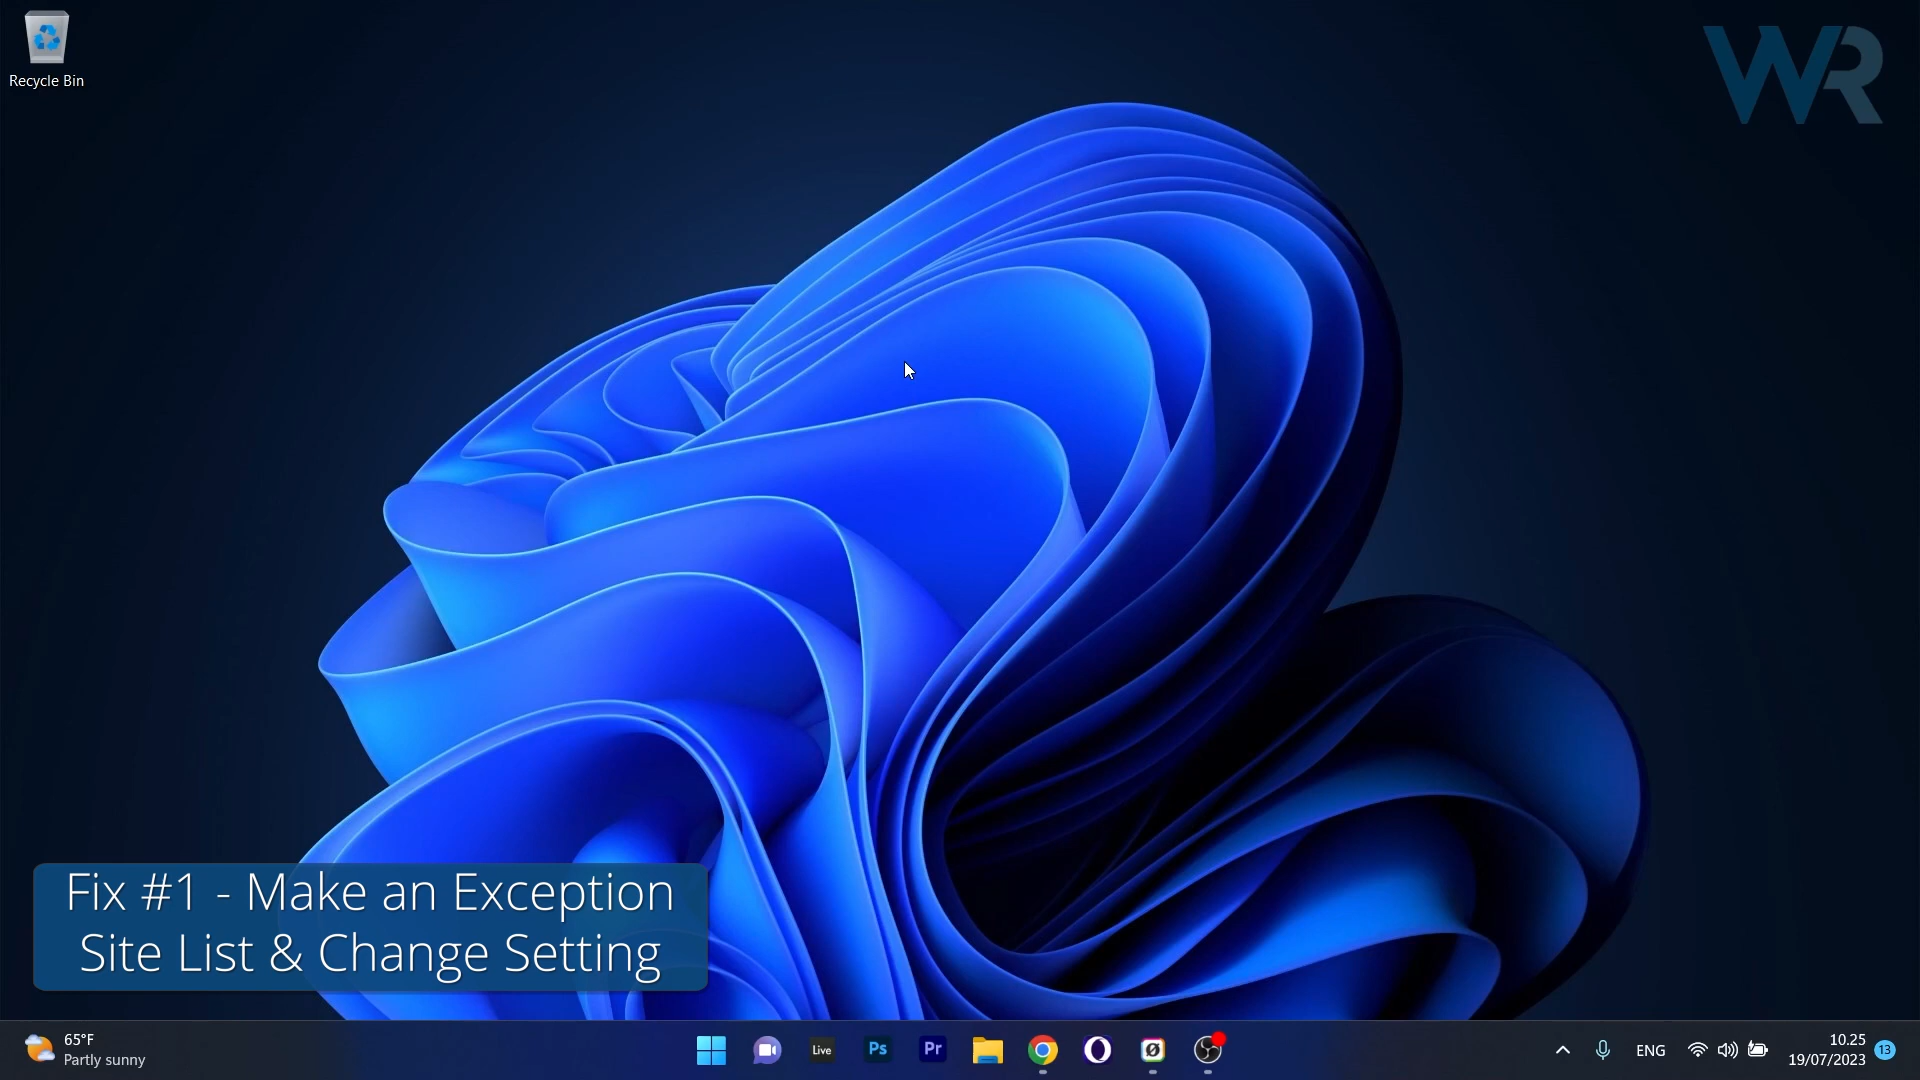 Recycle Bin
WR
Fix #1 - Make an Exception
Site List & Change Setting
65°F
Partly sunny
Live
Ps
Pr
ENG
10.25
19/07/2023
13